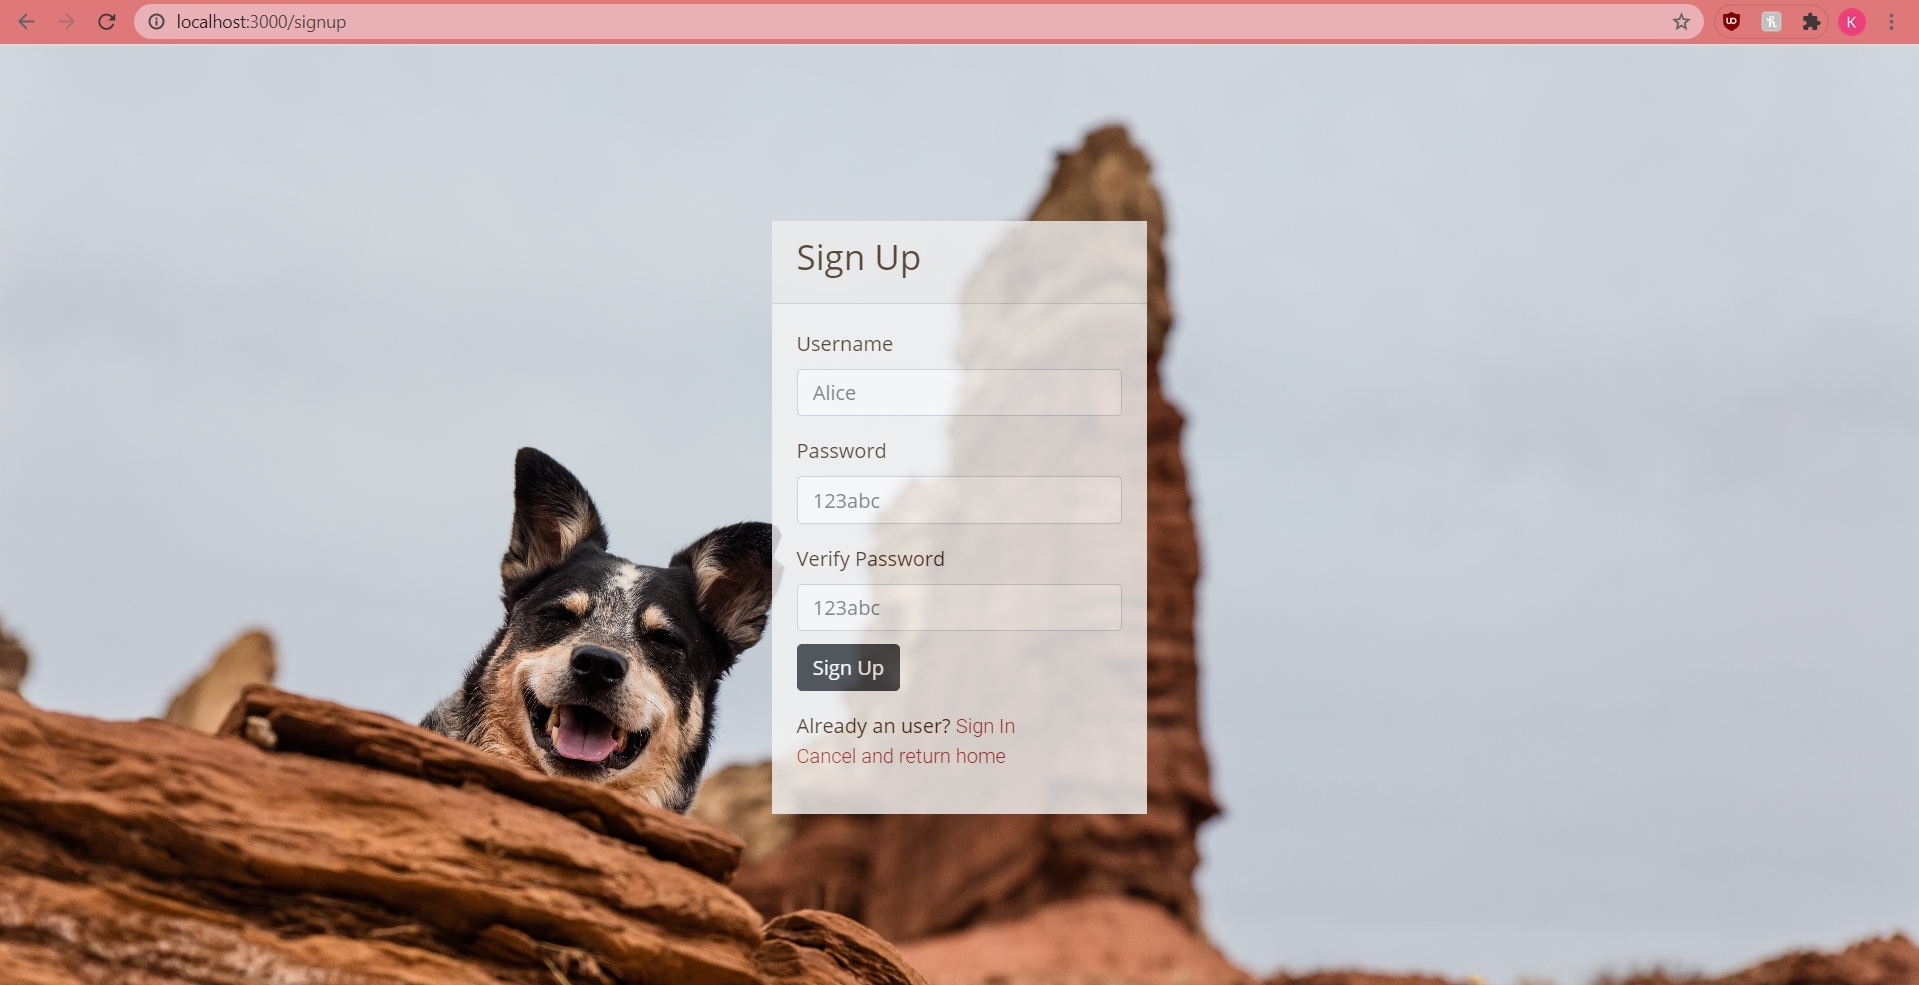 localhost:3000/signup
K
Sign Up
Username
Alice
Password
123abc
Verify Password
123abc
Sign Up
Already an user? Sign In
Cancel and return home